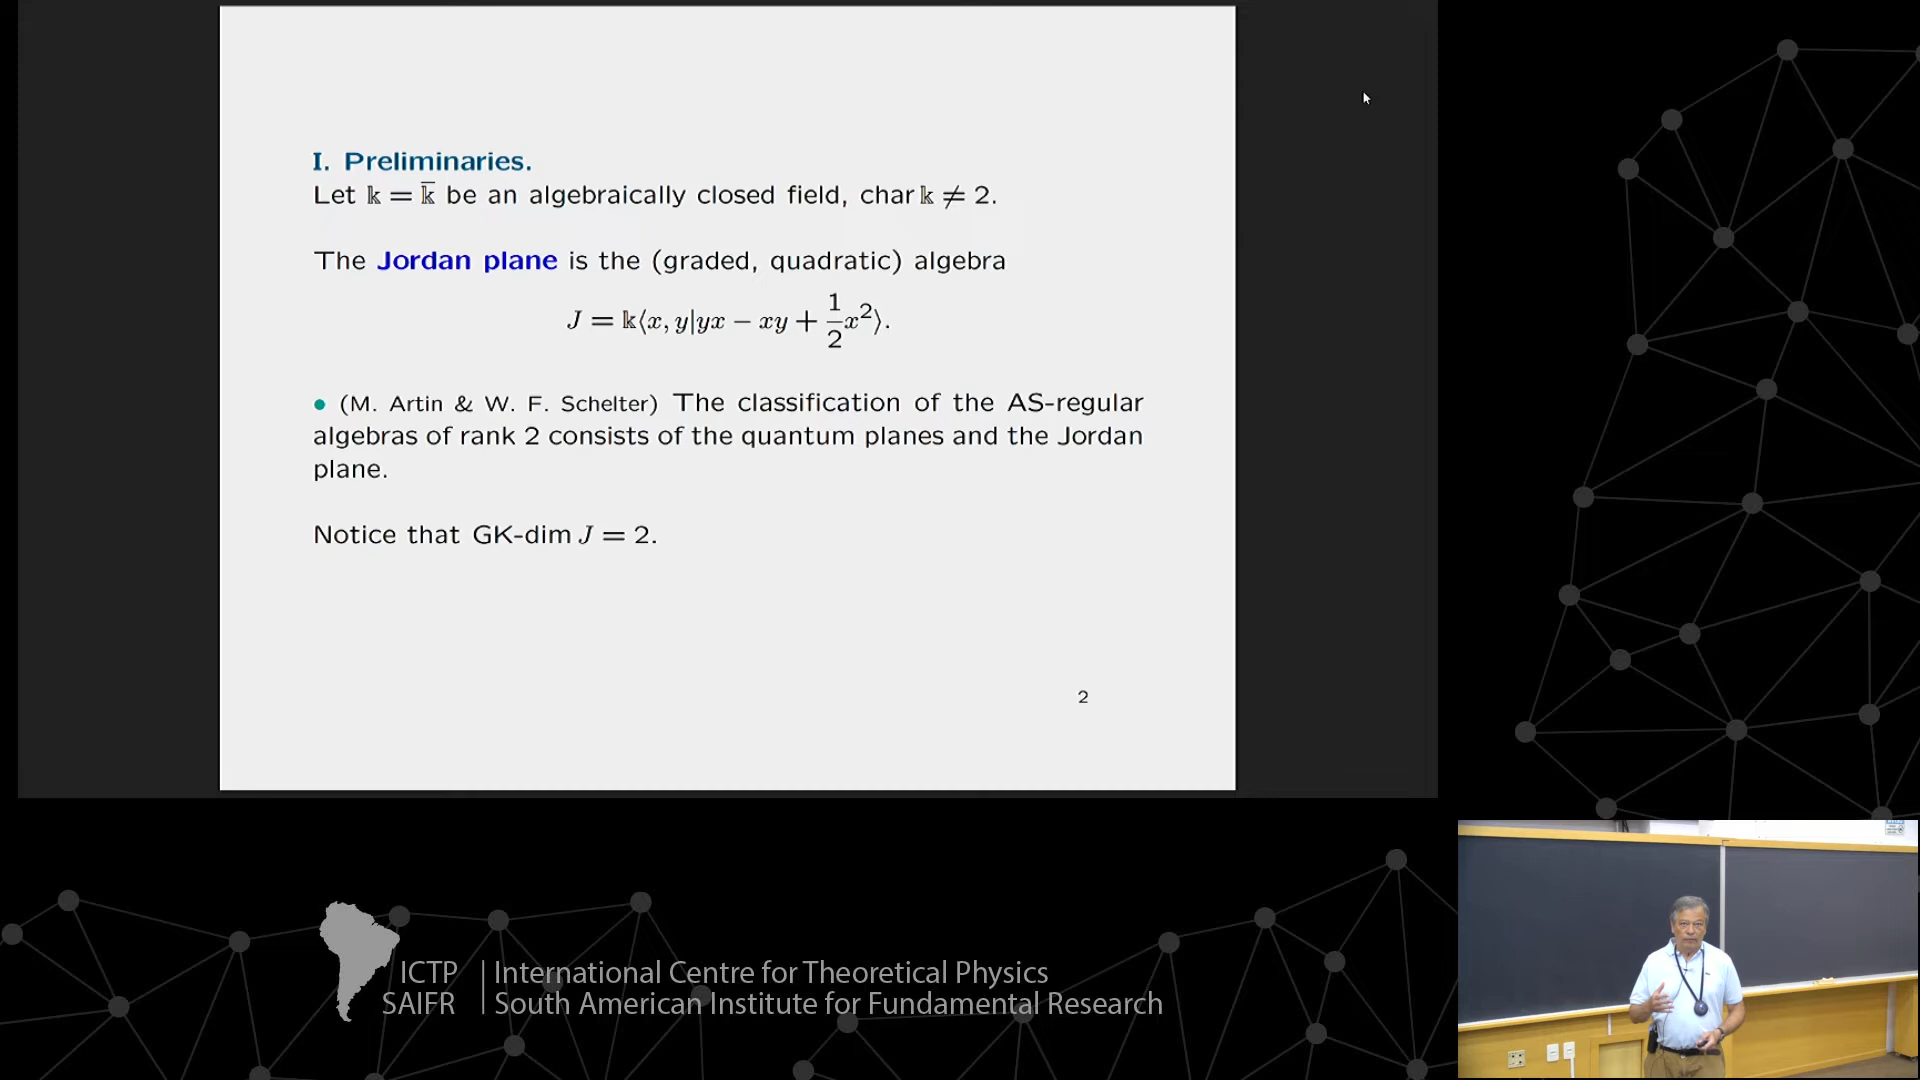 I. Preliminaries.
Let 𝕜 = 𝕜̅ be an algebraically closed field, char 𝕜 ≠ 2.
The Jordan plane is the (graded, quadratic) algebra
J = 𝕜⟨x, y|yx − xy + 1/2 x²⟩.
• (M. Artin & W. F. Schelter) The classification of the AS-regular
algebras of rank 2 consists of the quantum planes and the Jordan
plane.
Notice that GK-dim J = 2.
2
ICTP | International Centre for Theoretical Physics
SAIFR | South American Institute for Fundamental Research